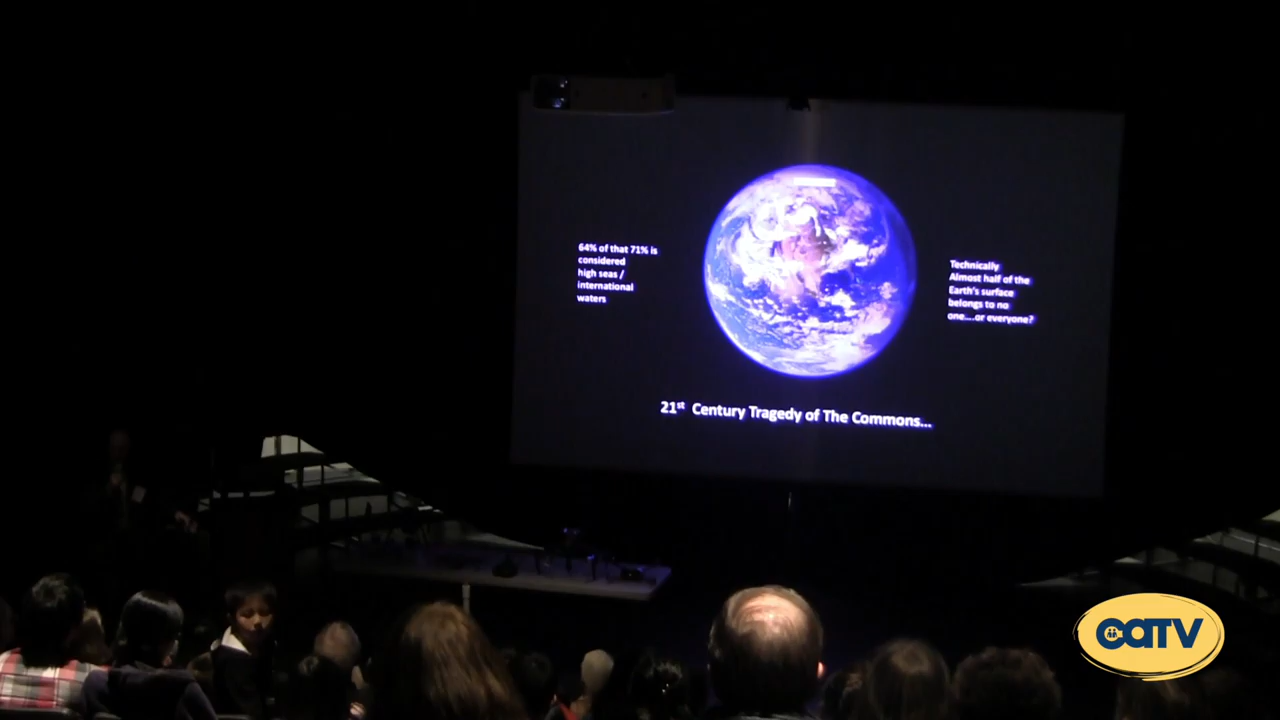 64% of that 71% is
considered
high seas /
international
waters
Technically
Almost half of the
Earth's surface
belongs to no
one....or everyone?
21st Century Tragedy of The Commons...
CATV